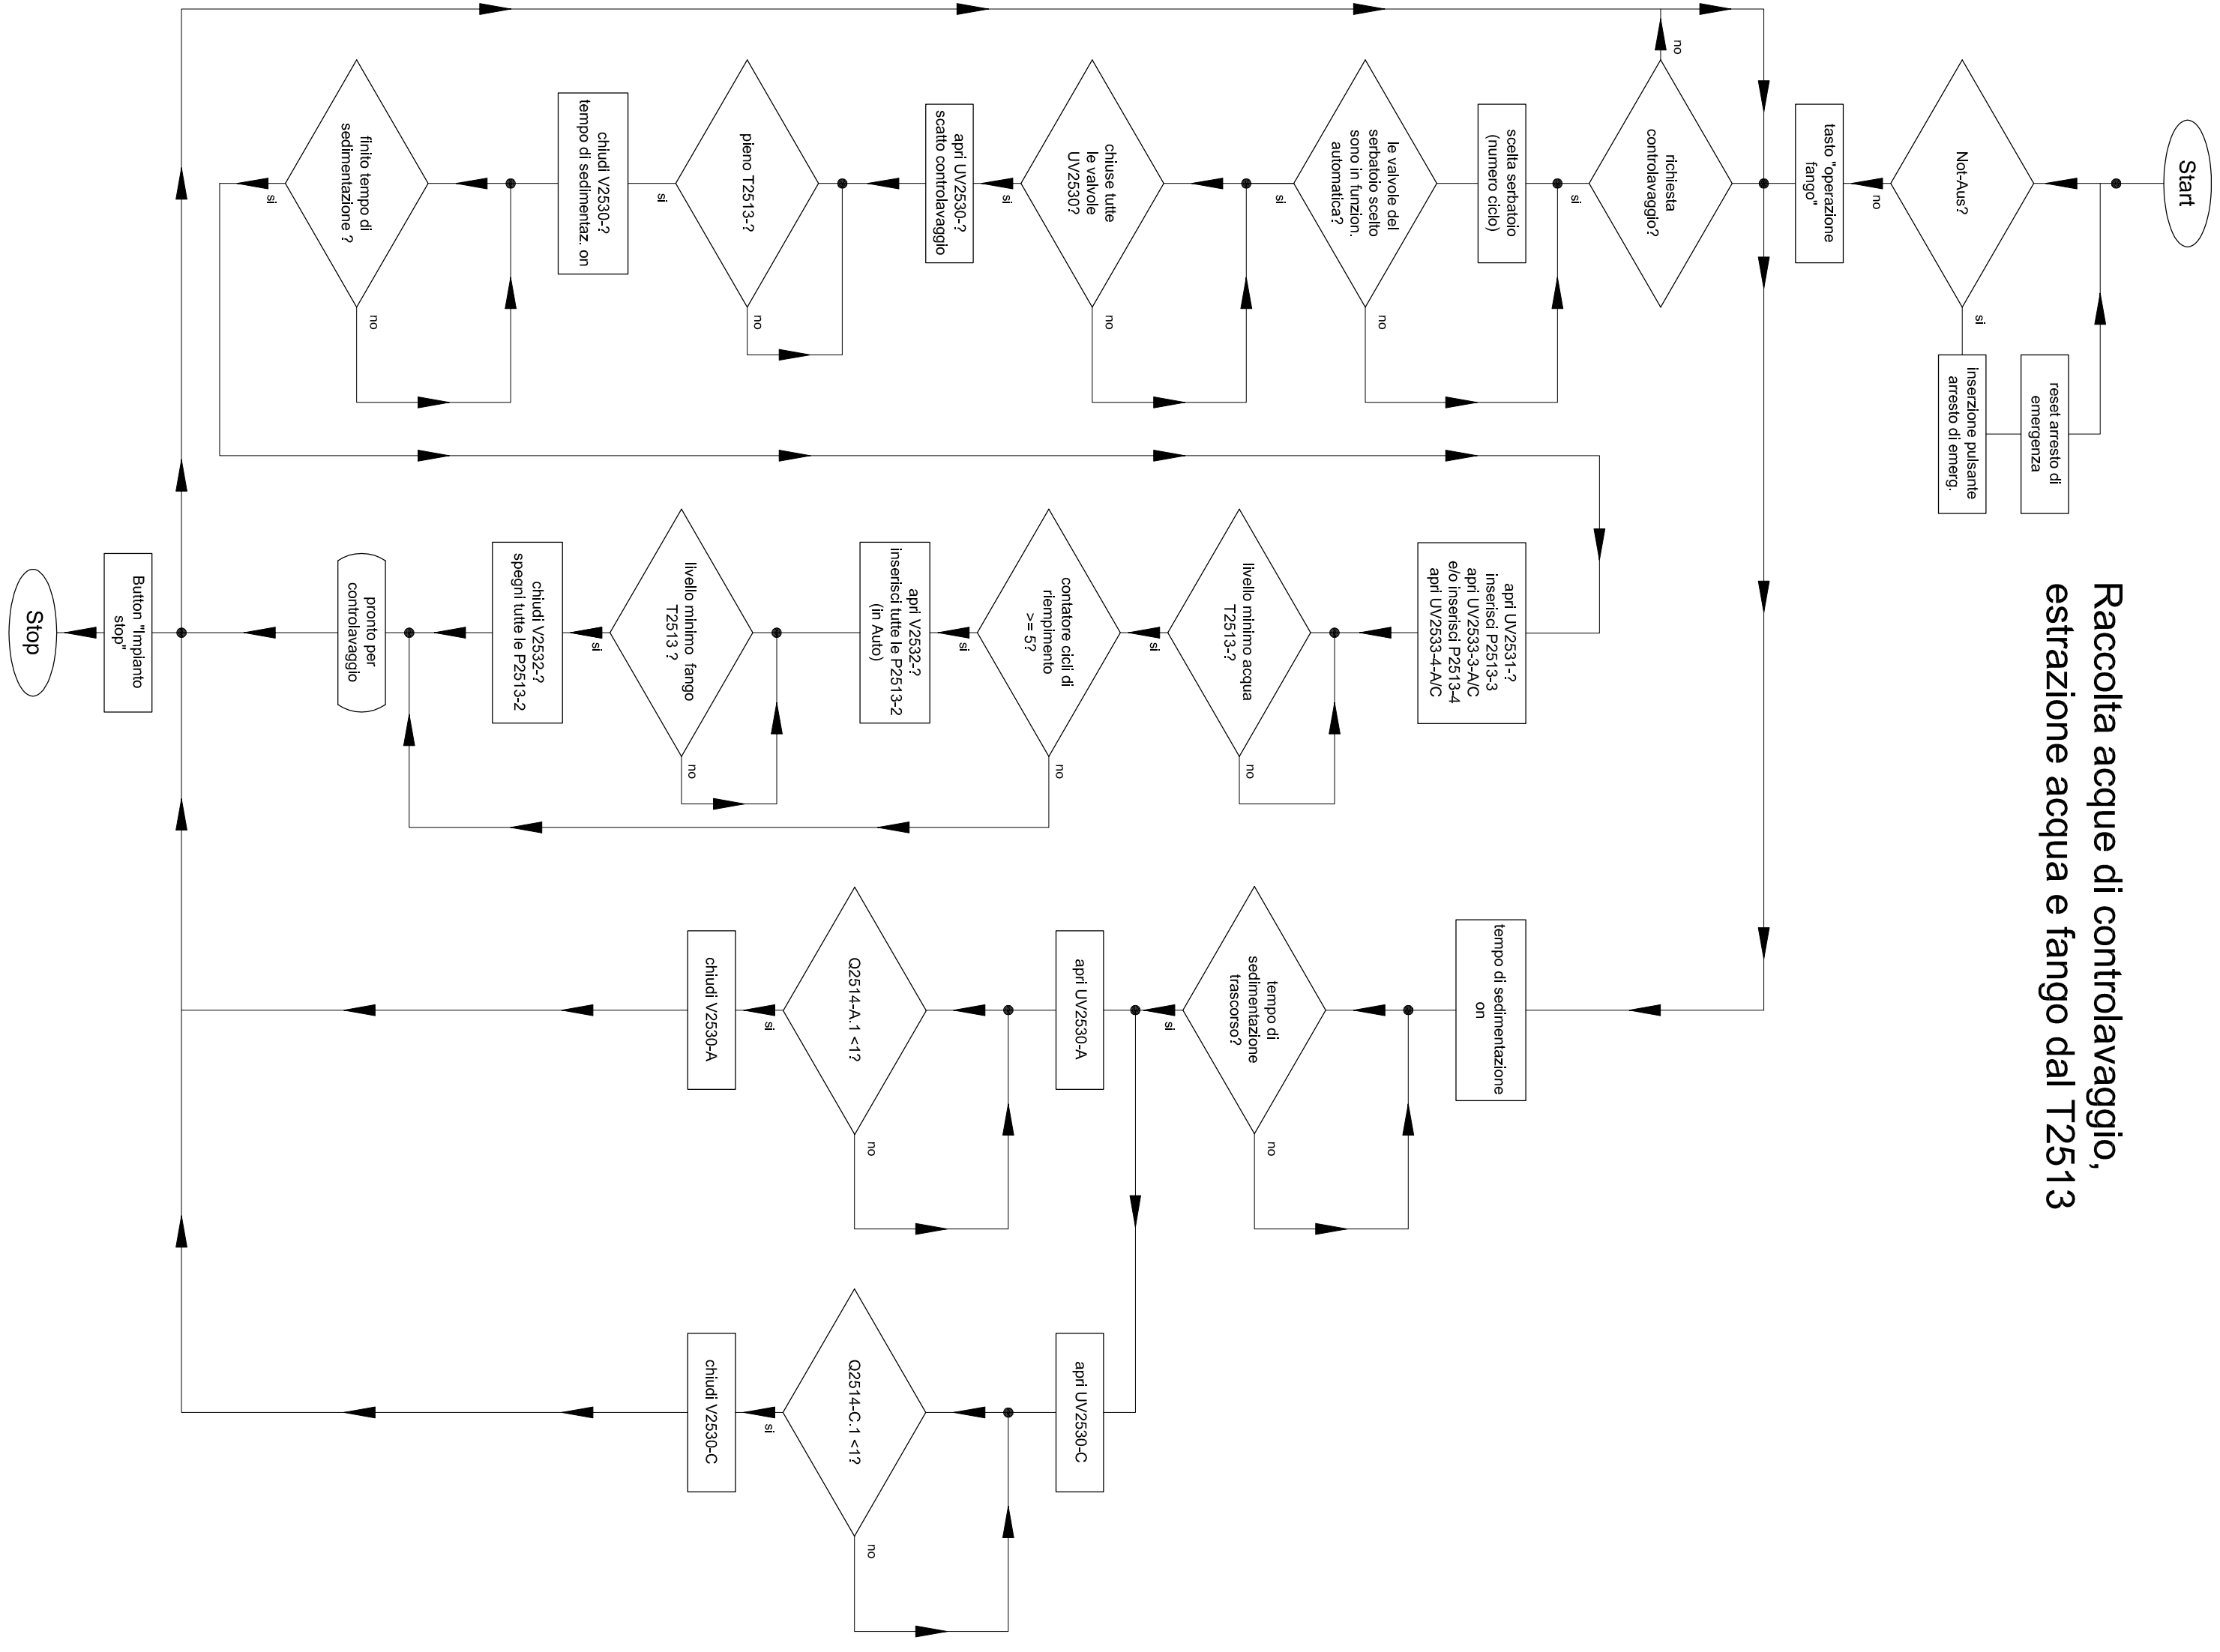 Raccolta acque di controlavaggio,
estrazione acqua e fango dal T2513
Start
Not-Aus?
no
si
inserzione pulsante
arresto di emerg.
reset arresto di
emergenza
tasto "operazione
fango"
richiesta
controlavaggio?
no
si
scelta serbatoio
(numero ciclo)
le valvole del
serbatoio scelto
sono in funzion.
automatica?
no
si
chiuse tutte
le valvole
UV2530?
no
si
apri UV2530-?
scatto controlavaggio
pieno T2513-?
no
si
chiudi V2530-?
tempo di sedimentaz. on
finito tempo di
sedimentazione ?
no
si
apri UV2531-?
inserisci P2513-3
apri UV2533-3-A/C
e/o inserisci P2513-4
apri UV2533-4-A/C
livello minimo acqua
T2513-?
no
si
contatore cicli di
riempimento
>= 5?
no
si
apri V2532-?
inserisci tutte le P2513-2
(in Auto)
livello minimo fango
T2513 ?
no
si
chiudi V2532-?
spegni tutte le P2513-2
pronto per
controlavaggio
Button "Impianto
stop"
Stop
tempo di sedimentazione
on
tempo di
sedimentazione
trascorso?
no
si
apri UV2530-A
Q2514-A.1 <1?
no
si
chiudi V2530-A
apri UV2530-C
Q2514-C.1 <1?
no
si
chiudi V2530-C